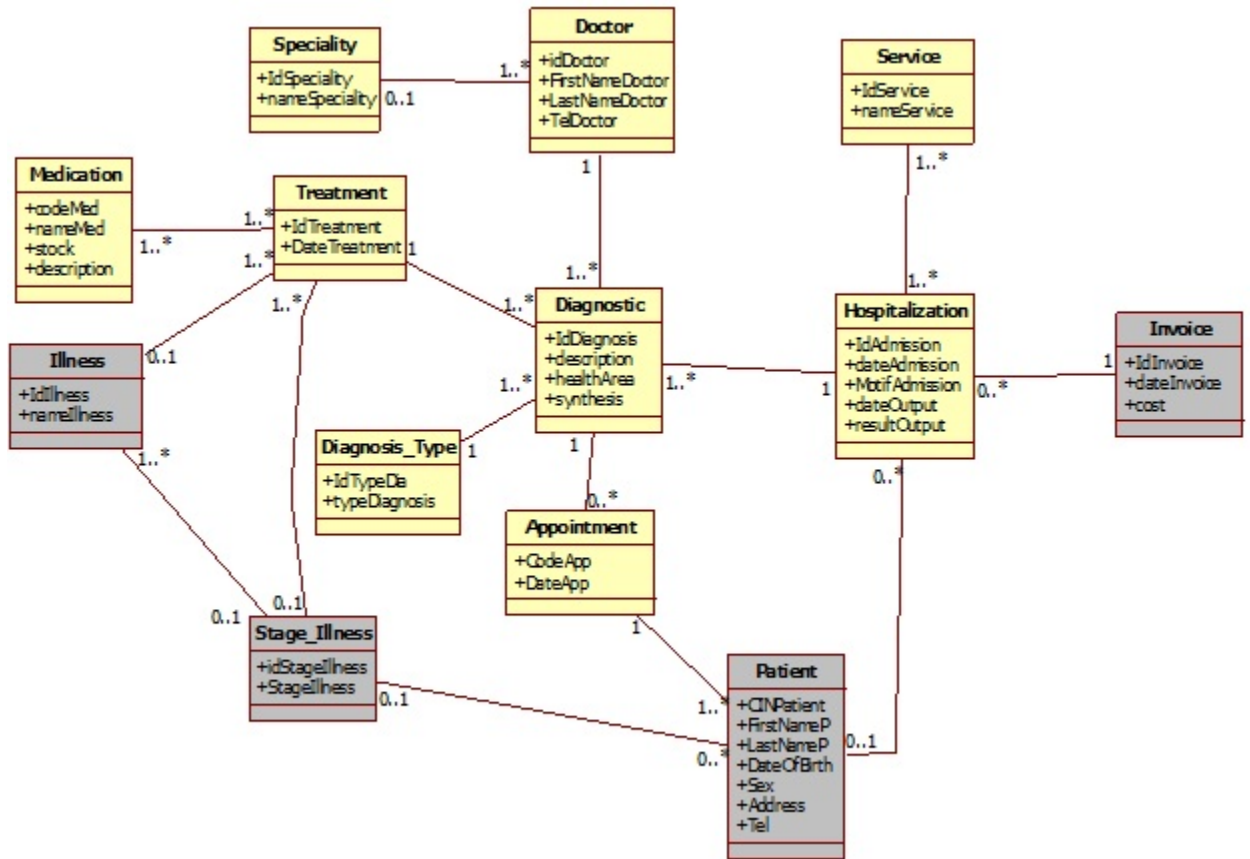 Speciality
+IdSpeciality
+nameSpeciality
0..1
1..*
Doctor
+idDoctor
+FirstNameDoctor
+LastNameDoctor
+TelDoctor
1
1..*
Service
+IdService
+nameService
1..*
1..*
Medication
+codeMed
+nameMed
+stock
+description
1..*
1..*
Treatment
+IdTreatment
+DateTreatment
1
1..*
1..*
1..*
Diagnostic
+IdDiagnosis
+description
+healthArea
+synthesis
1..*
1
1..*
1
Hospitalization
+IdAdmission
+dateAdmission
+MotifAdmission
+dateOutput
+resultOutput
0..*
1
0..*
Invoice
+IdInvoice
+dateInvoice
+cost
Illness
+IdIllness
+nameIllness
0..1
1..*
Diagnosis_Type
+IdTypeDia
+typeDiagnosis
1
0..*
Appointment
+CodeApp
+DateApp
1
1..*
0..1
0..1
Stage_Illness
+idStageIllness
+StageIllness
0..1
0..*
Patient
+CINPatient
+FirstNameP
+LastNameP
+DateOfBirth
+Sex
+Address
+Tel
0..1